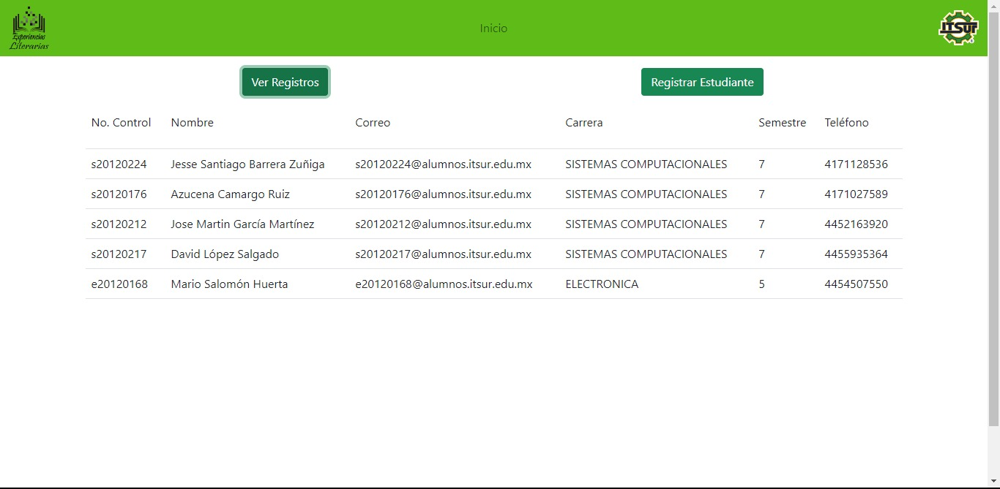 Experiencias
Literarias
Inicio
ITSUR
Ver Registros
Registrar Estudiante
No. Control Nombre Correo Carrera Semestre Teléfono
s20120224 Jesse Santiago Barrera Zuñiga s20120224@alumnos.itsur.edu.mx SISTEMAS COMPUTACIONALES 7 4171128536
s20120176 Azucena Camargo Ruiz s20120176@alumnos.itsur.edu.mx SISTEMAS COMPUTACIONALES 7 4171027589
s20120212 Jose Martin García Martínez s20120212@alumnos.itsur.edu.mx SISTEMAS COMPUTACIONALES 7 4452163920
s20120217 David López Salgado s20120217@alumnos.itsur.edu.mx SISTEMAS COMPUTACIONALES 7 4455935364
e20120168 Mario Salomón Huerta e20120168@alumnos.itsur.edu.mx ELECTRONICA 5 4454507550